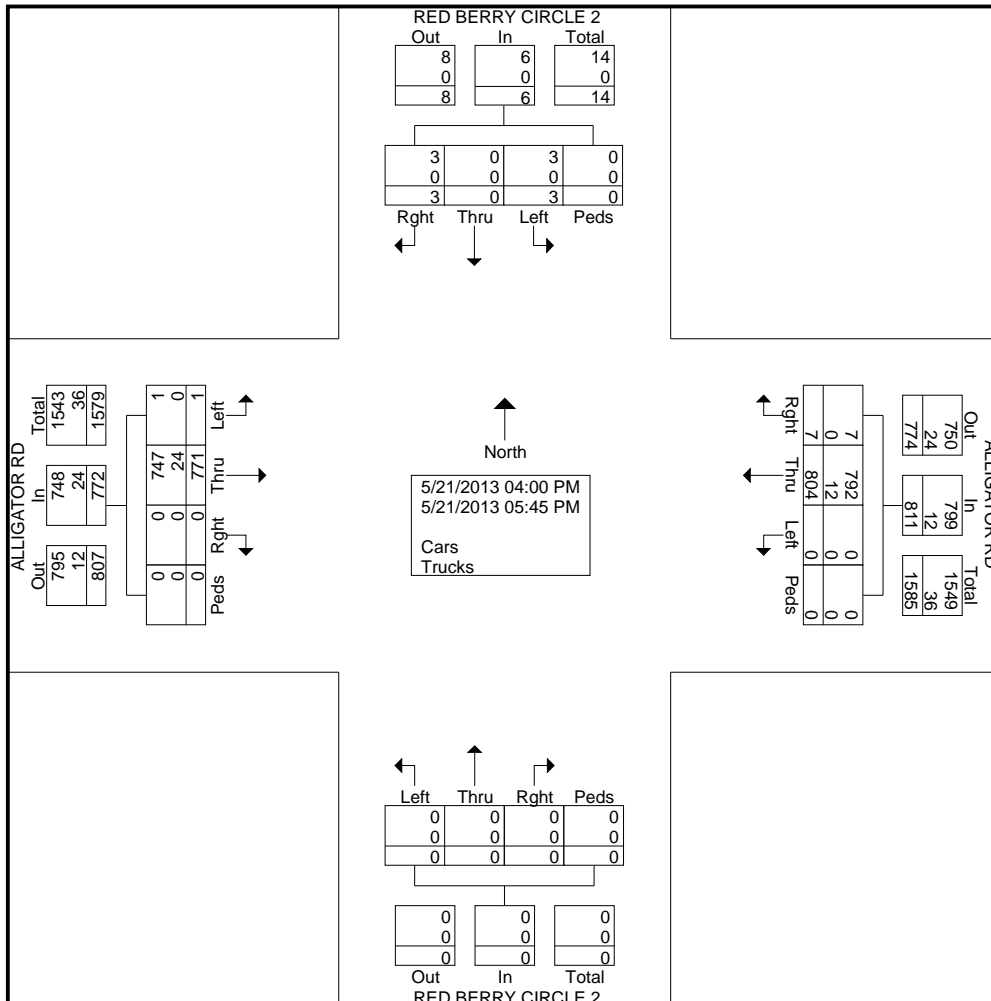 RED BERRY CIRCLE 2
Out In Total
8 6 14
0 0 0
8 6 14
3 0 3 0
0 0 0 0
3 0 3 0
Rght Thru Left Peds
ALLIGATOR RD
Total In Out
1543 748 795
36 24 12
1579 772 807
1 747 0 0
0 24 0 0
1 771 0 0
Left Thru Rght Peds
North
5/21/2013 04:00 PM
5/21/2013 05:45 PM
Cars
Trucks
Rght Thru Left Peds
7 792 0 0
0 12 0 0
7 804 0 0
Out In Total
750 799 1549
24 12 36
774 811 1585
ALLIGATOR RD
Left Thru Rght Peds
0 0 0 0
0 0 0 0
0 0 0 0
0 0 0
0 0 0
0 0 0
Out In Total
RED BERRY CIRCLE 2